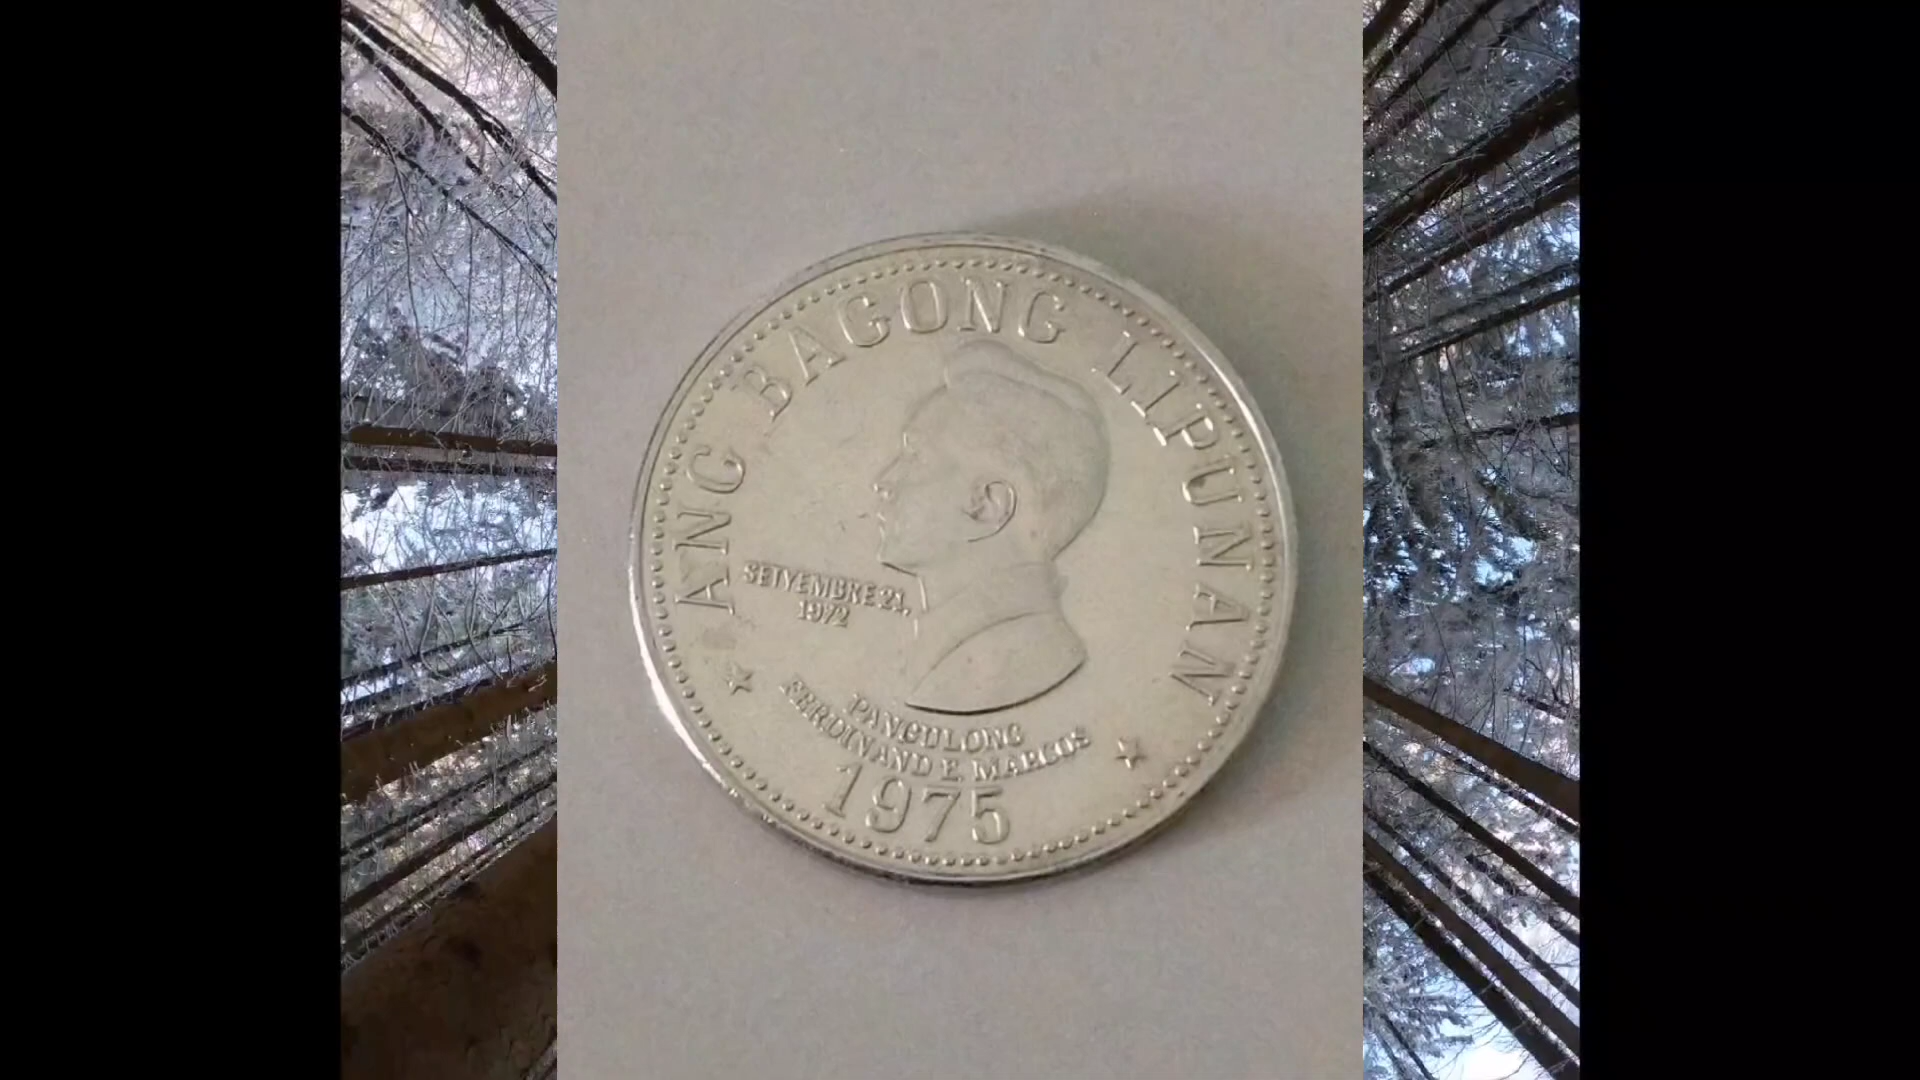 ANG BAGONG LIPUNAN
SETYEMBRE 21,
1972
PANGULONG
FERDINAND E. MARCOS
1975